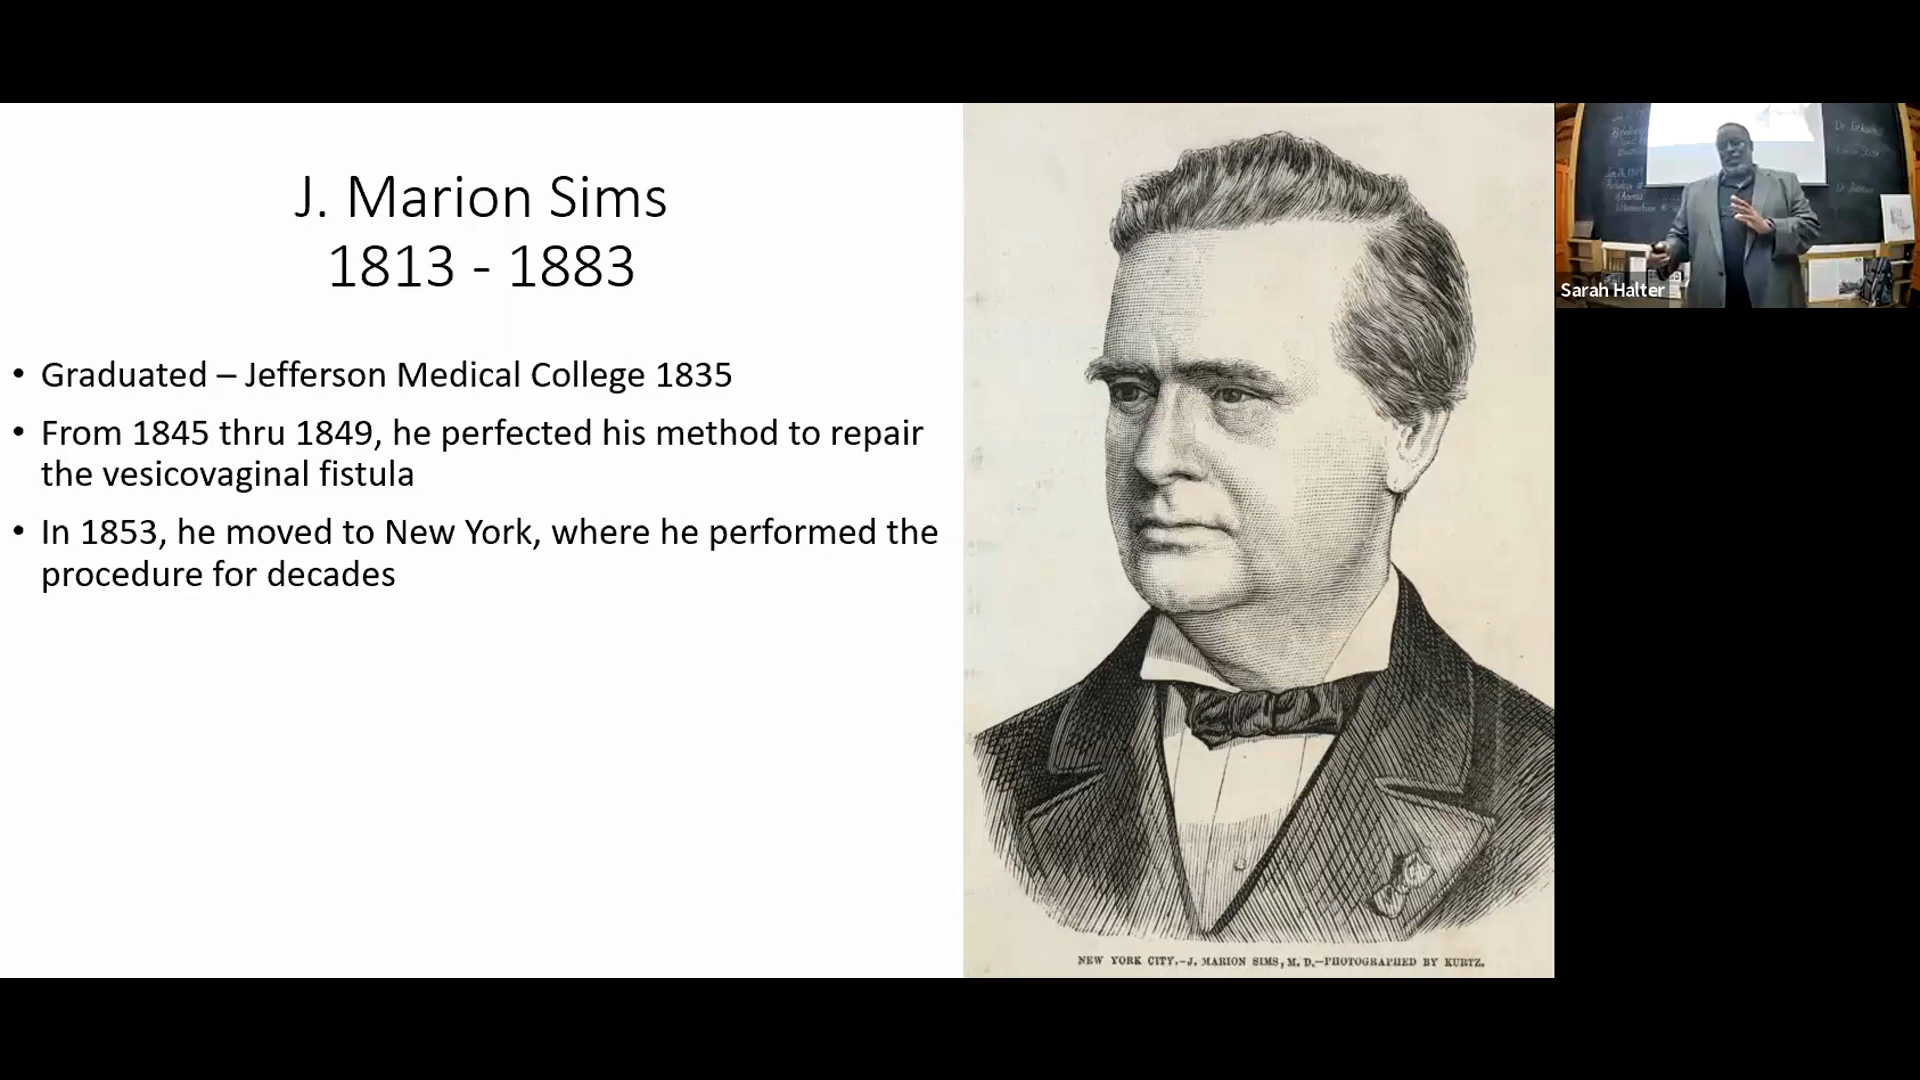 J. Marion Sims
1813 - 1883
• Graduated – Jefferson Medical College 1835
• From 1845 thru 1849, he perfected his method to repair
the vesicovaginal fistula
• In 1853, he moved to New York, where he performed the
procedure for decades
NEW YORK CITY.–J. MARION SIMS, M. D.–PHOTOGRAPHED BY KURTZ.
Sarah Halter